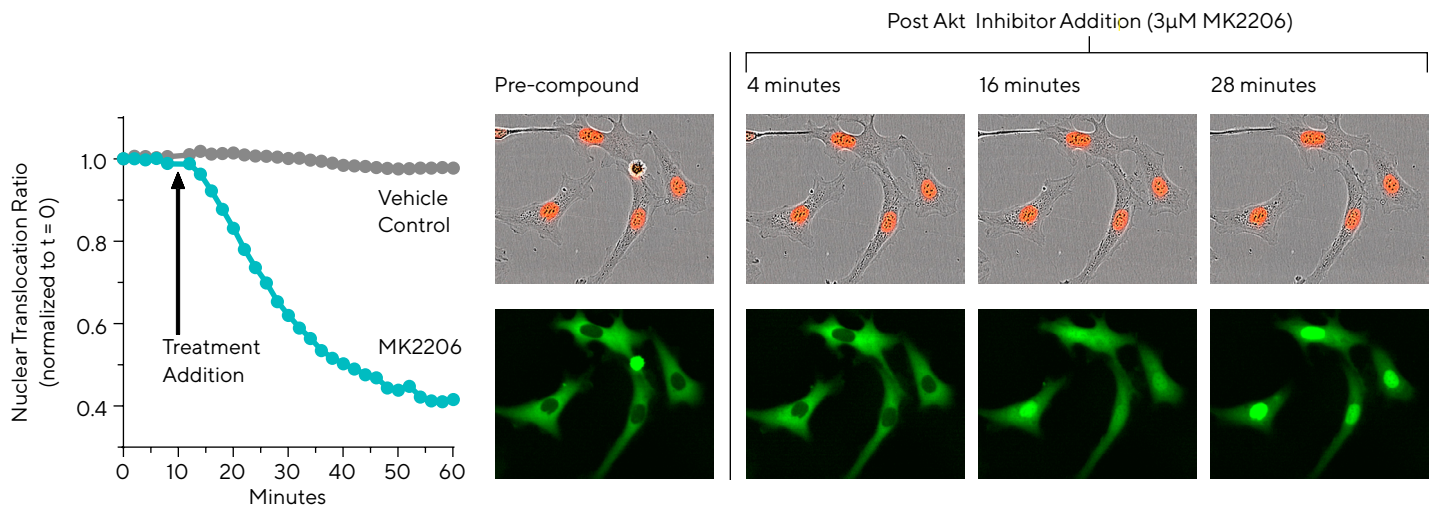 Post Akt Inhibitor Addition (3µM MK2206)
Pre-compound
4 minutes
16 minutes
28 minutes
Nuclear Translocation Ratio
(normalized to t = 0)
1.0
0.8
0.6
0.4
Vehicle
Control
MK2206
Treatment
Addition
0 10 20 30 40 50 60
Minutes